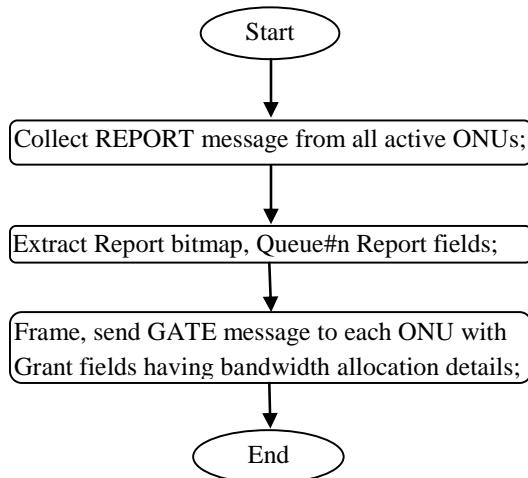 Start
Collect REPORT message from all active ONUs;
Extract Report bitmap, Queue#n Report fields;
Frame, send GATE message to each ONU with
Grant fields having bandwidth allocation details;
End